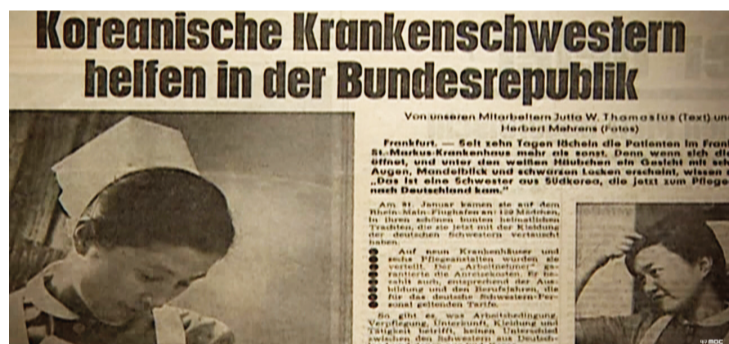 Koreanische Krankenschwestern
helfen in der Bundesrepublik
Von unseren Mitarbeitern Jutta W. Thomasius (Text) und
Herbert Mehrens (Fotos)
Frankfurt. — Seit zehn Tagen lächeln die Patienten im
St.-Markus-Krankenhaus mehr als sonst. Denn wenn sich
öffnet, und unter den weißen Häubchen ein Gesicht mit
Augen, Mandelblick und schwarzen Locken erscheint, wissen
„Das ist eine Schwester aus Südkorea, die jetzt zum
nach Deutschland kam."
Am 31. Januar kamen sie auf dem
Rhein-Main-Flughafen an: 129 Mädchen,
in ihren schönen bunten heimatlichen
Trachten, die sie jetzt mit der Kleidung
der deutschen Schwestern vertauscht
haben.
Auf neun Krankenhäuser und
sechs Pflegeanstalten wurden sie
verteilt. Der „Arbeitnehmer" ga-
rantierte die Anreisekosten. Er be-
zahlt auch, entsprechend der Aus-
bildung und den Berufsjahren, die
für das deutsche Schwestern-Per-
sonal geltenden Tarife.
So gibt es, was Arbeitsbedingung,
Verpflegung, Unterkunft, Kleidung und
Tätigkeit betrifft, keinen Unterschied
zwischen den Schwestern aus Deutsch-
MBC